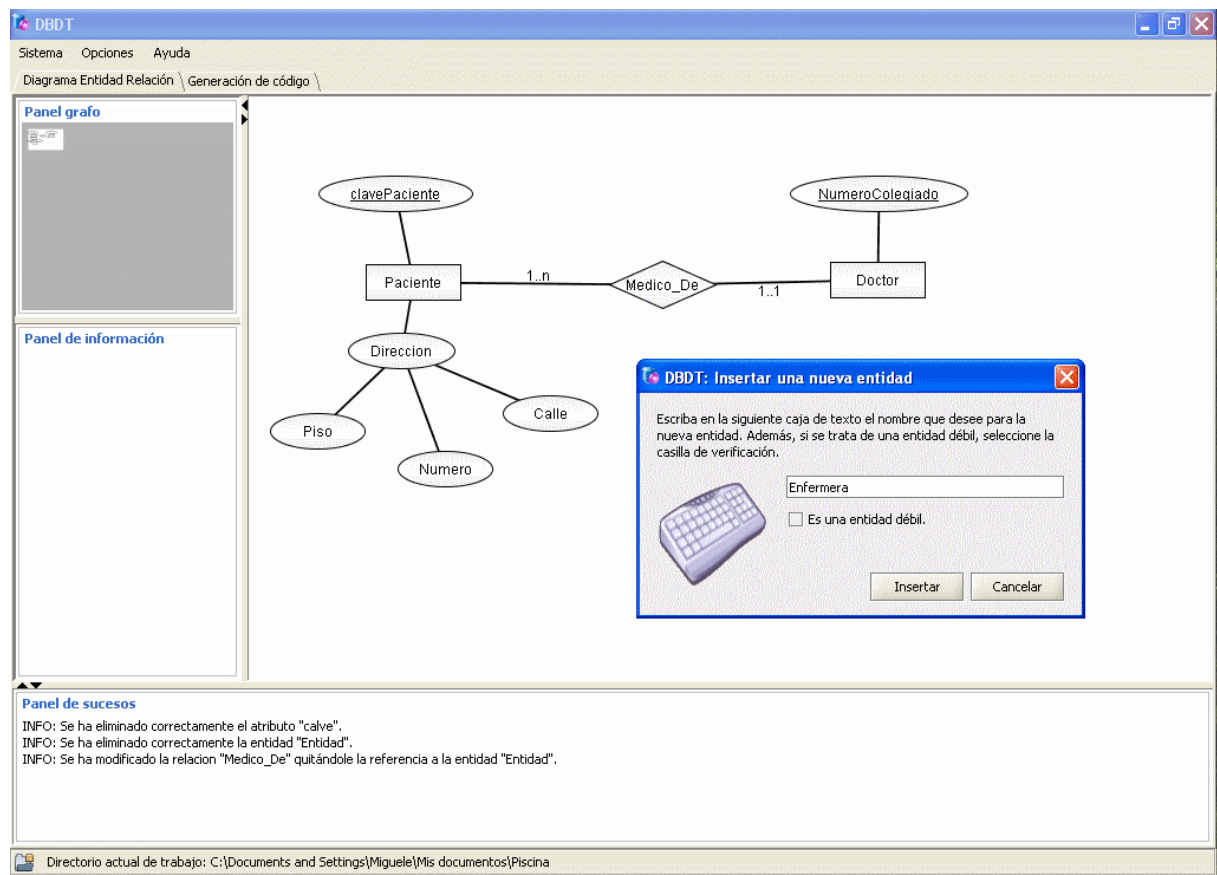 DBDT
Sistema Opciones Ayuda
Diagrama Entidad Relación Generación de código
Panel grafo
clavePaciente
NumeroColegiado
Paciente
1..n
Medico_De
1..1
Doctor
Direccion
Piso
Numero
Calle
Panel de información
DBDT: Insertar una nueva entidad
Escriba en la siguiente caja de texto el nombre que desee para la
nueva entidad. Además, si se trata de una entidad débil, seleccione la
casilla de verificación.
Enfermera
Es una entidad débil.
Insertar Cancelar
Panel de sucesos
INFO: Se ha eliminado correctamente el atributo "calve".
INFO: Se ha eliminado correctamente la entidad "Entidad".
INFO: Se ha modificado la relacion "Medico_De" quitándole la referencia a la entidad "Entidad".
Directorio actual de trabajo: C:\Documents and Settings\Miguele\Mis documentos\Piscina